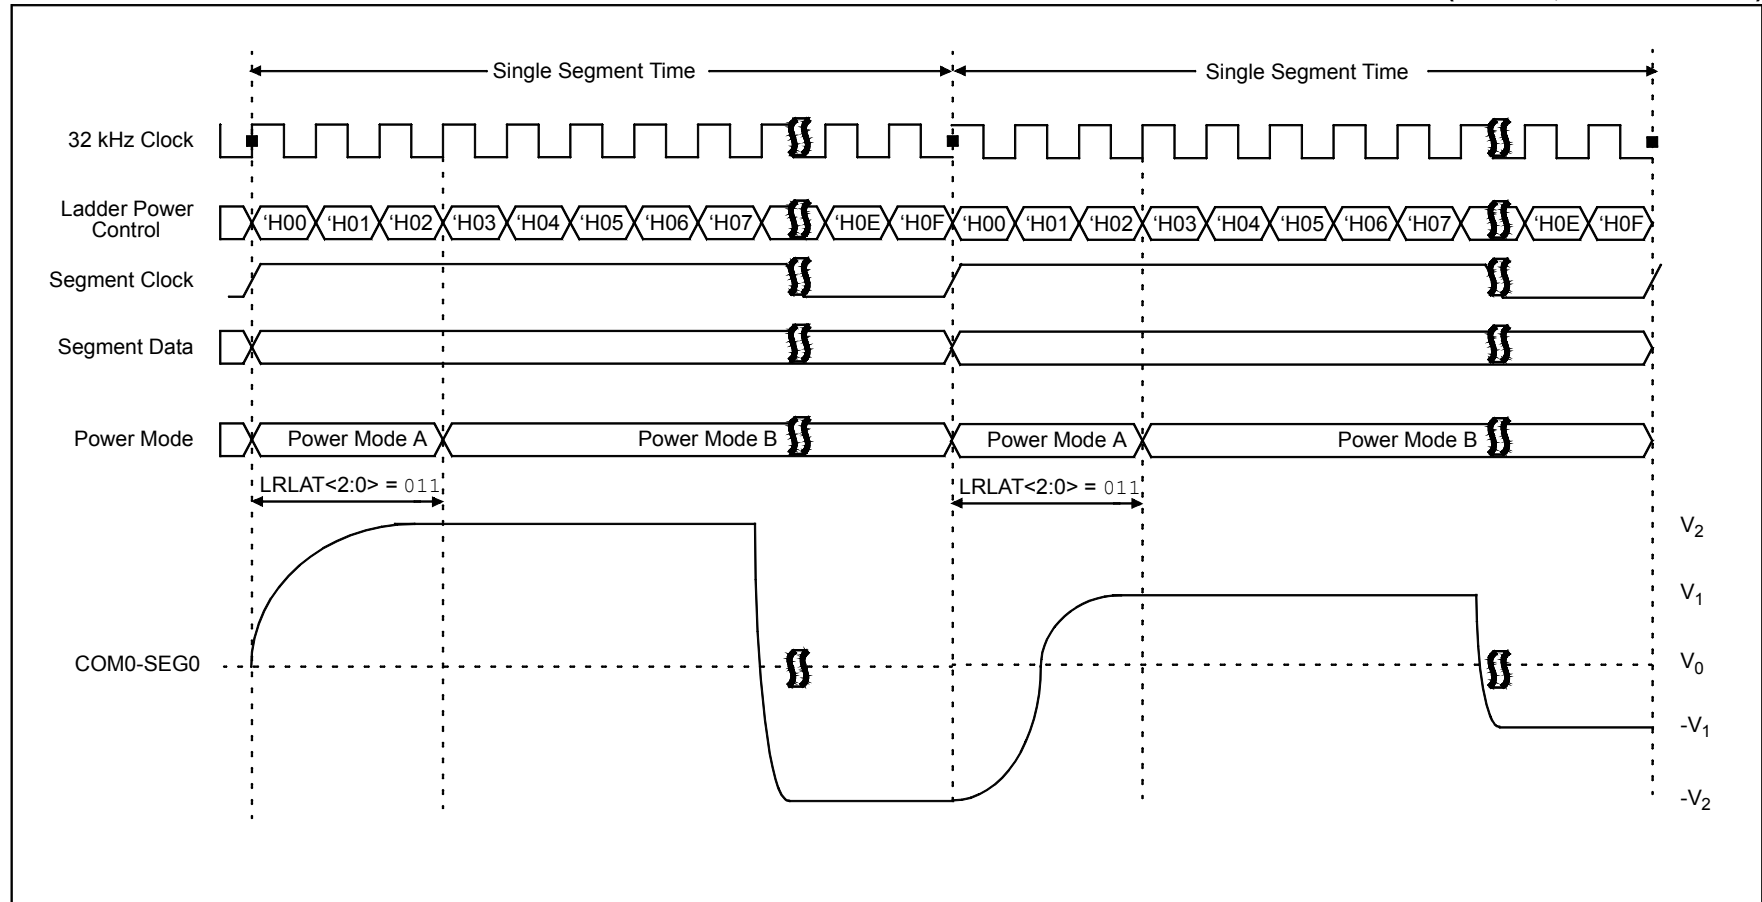 Single Segment Time Single Segment Time
32 kHz Clock
Ladder Power
Control
‘H00 ‘H01 ‘H02 ‘H03 ‘H04 ‘H05 ‘H06 ‘H07 ‘H0E ‘H0F ‘H00 ‘H01 ‘H02 ‘H03 ‘H04 ‘H05 ‘H06 ‘H07 ‘H0E ‘H0F
Segment Clock
Segment Data
Power Mode Power Mode A Power Mode B Power Mode A Power Mode B
LRLAT<2:0> = 011 LRLAT<2:0> = 011
V2
V1
COM0-SEG0 V0
-V1
-V2